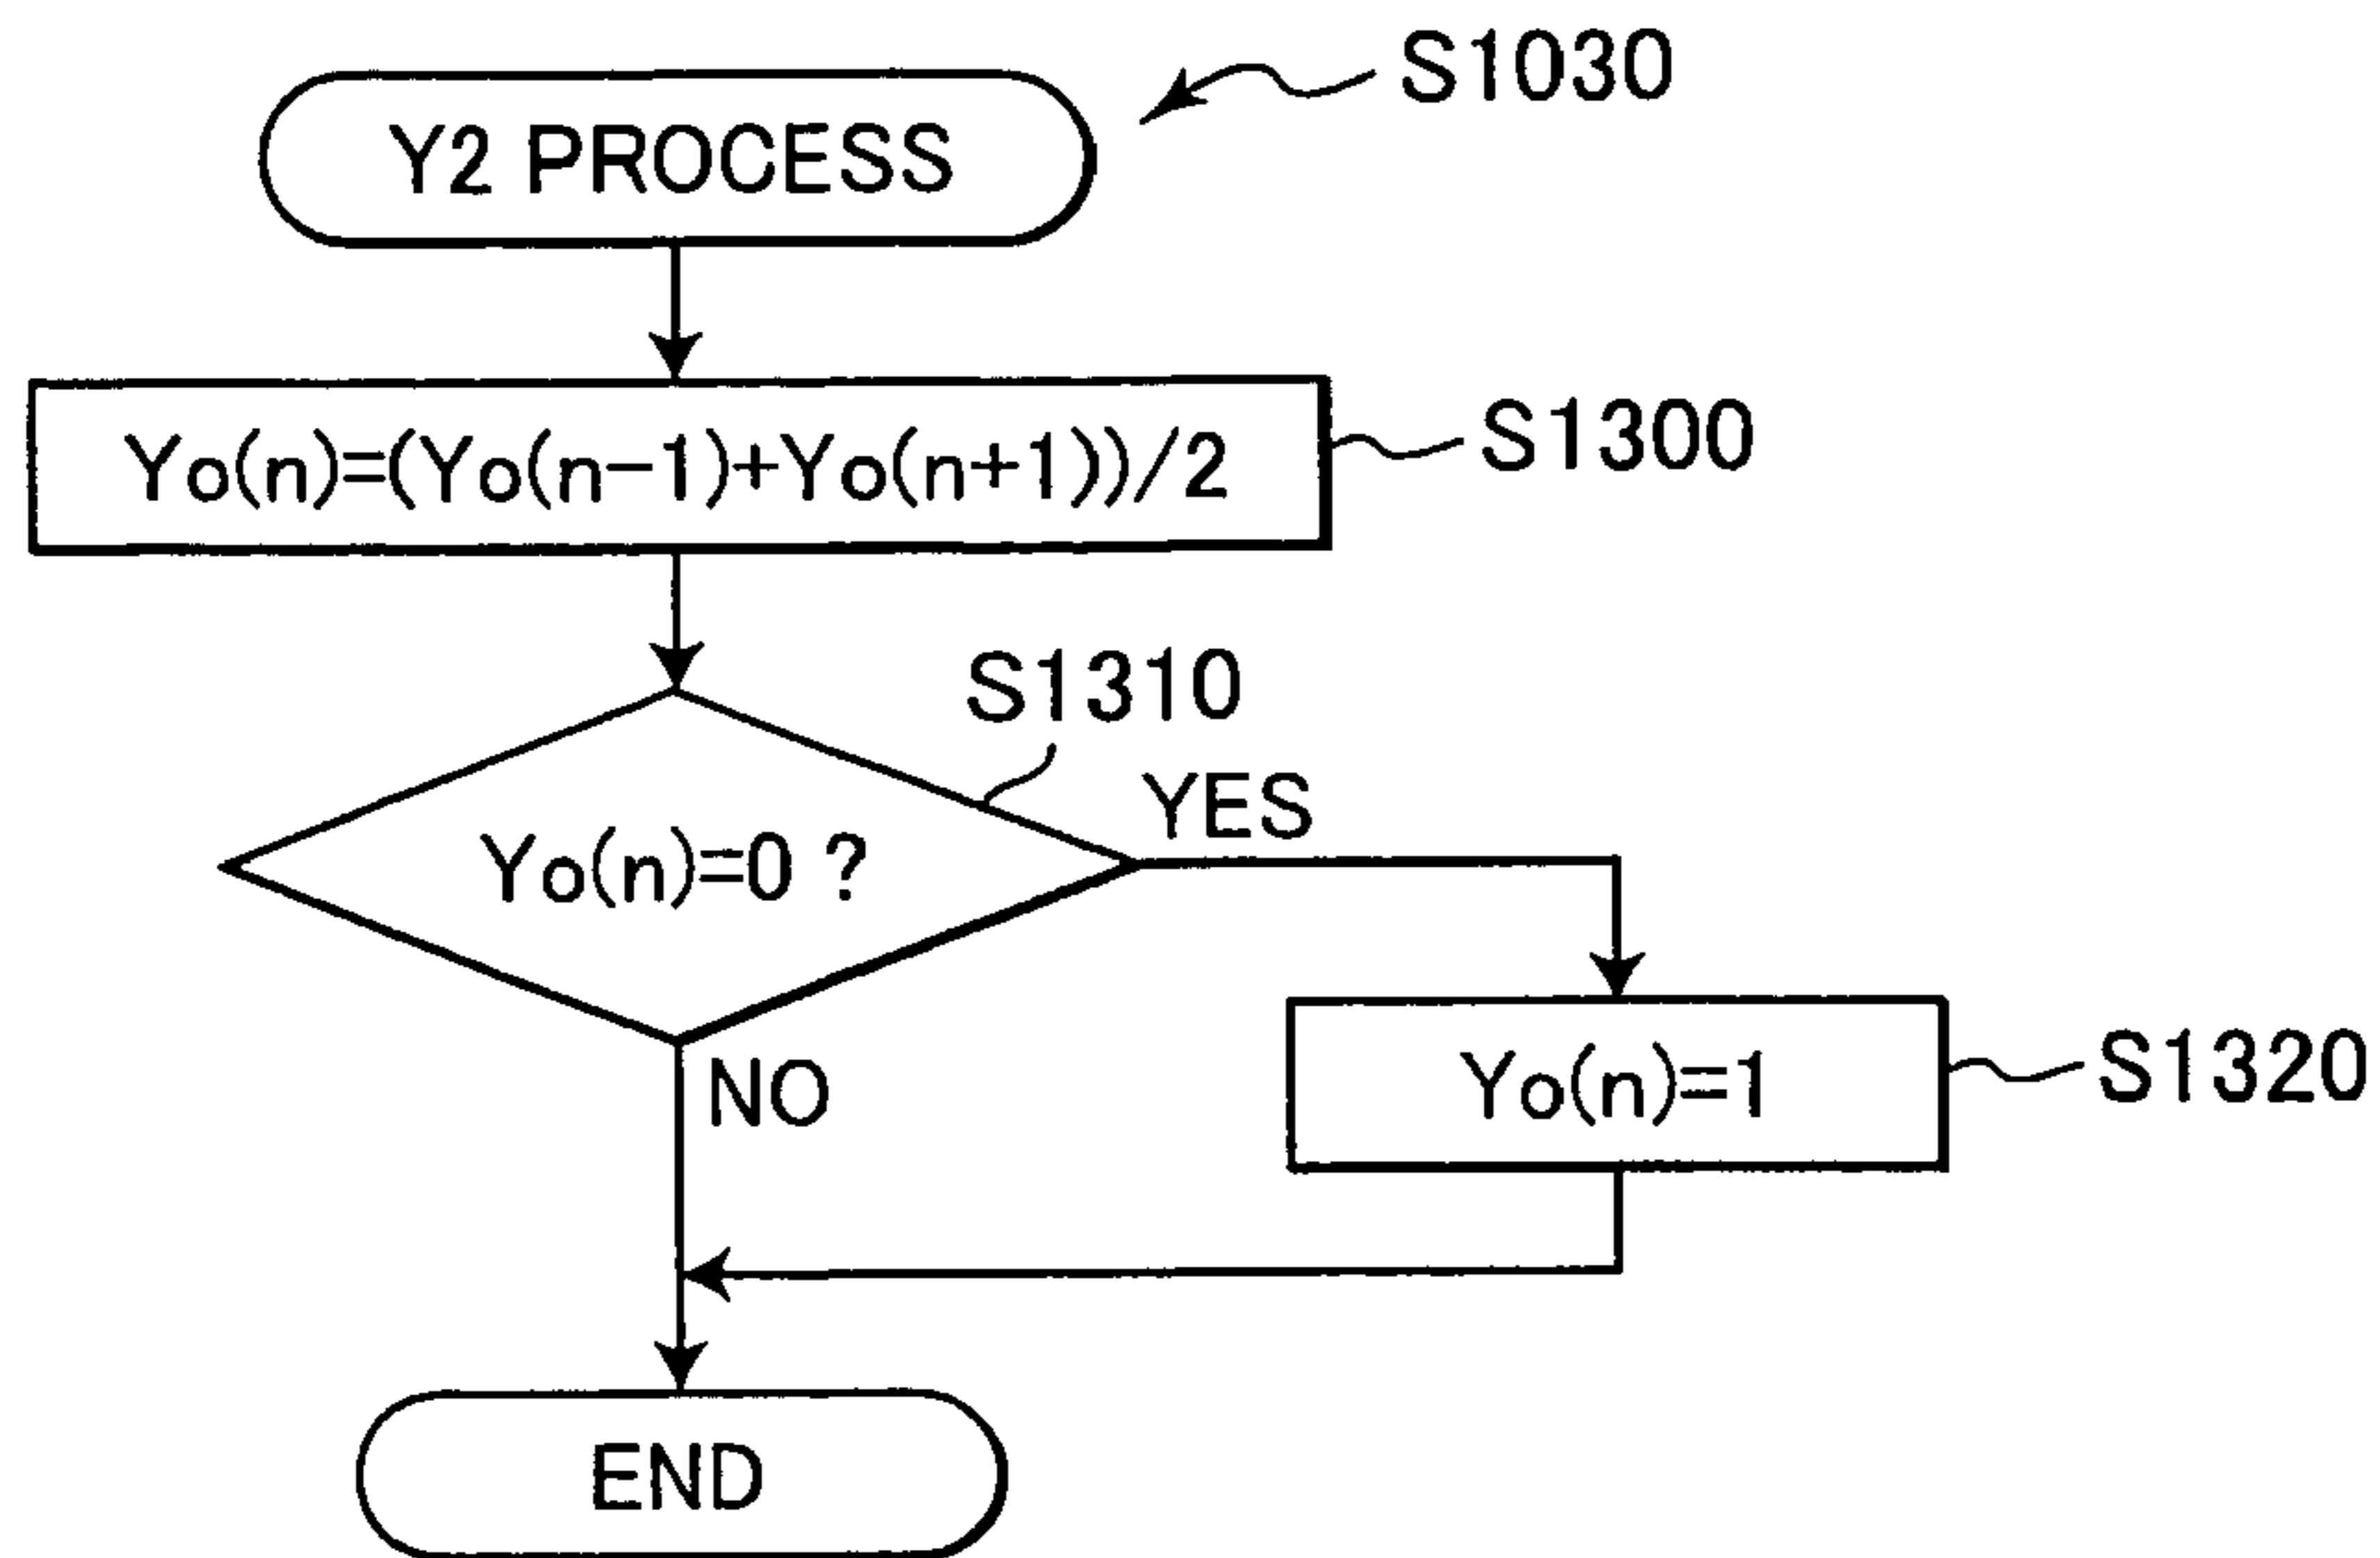 S1030
Y2 PROCESS
Yo(n)=(Yo(n-1)+Yo(n+1))/2
S1300
S1310
YES
Yo(n)=0 ?
NO
Yo(n)=1
S1320
END